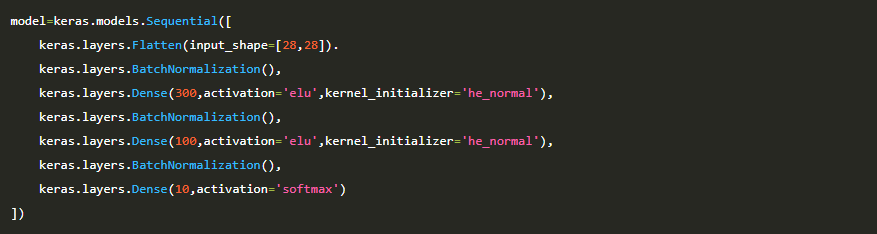 model=keras.models.Sequential([
    keras.layers.Flatten(input_shape=[28,28]).
    keras.layers.BatchNormalization(),
    keras.layers.Dense(300,activation='elu',kernel_initializer='he_normal'),
    keras.layers.BatchNormalization(),
    keras.layers.Dense(100,activation='elu',kernel_initializer='he_normal'),
    keras.layers.BatchNormalization(),
    keras.layers.Dense(10,activation='softmax')
])